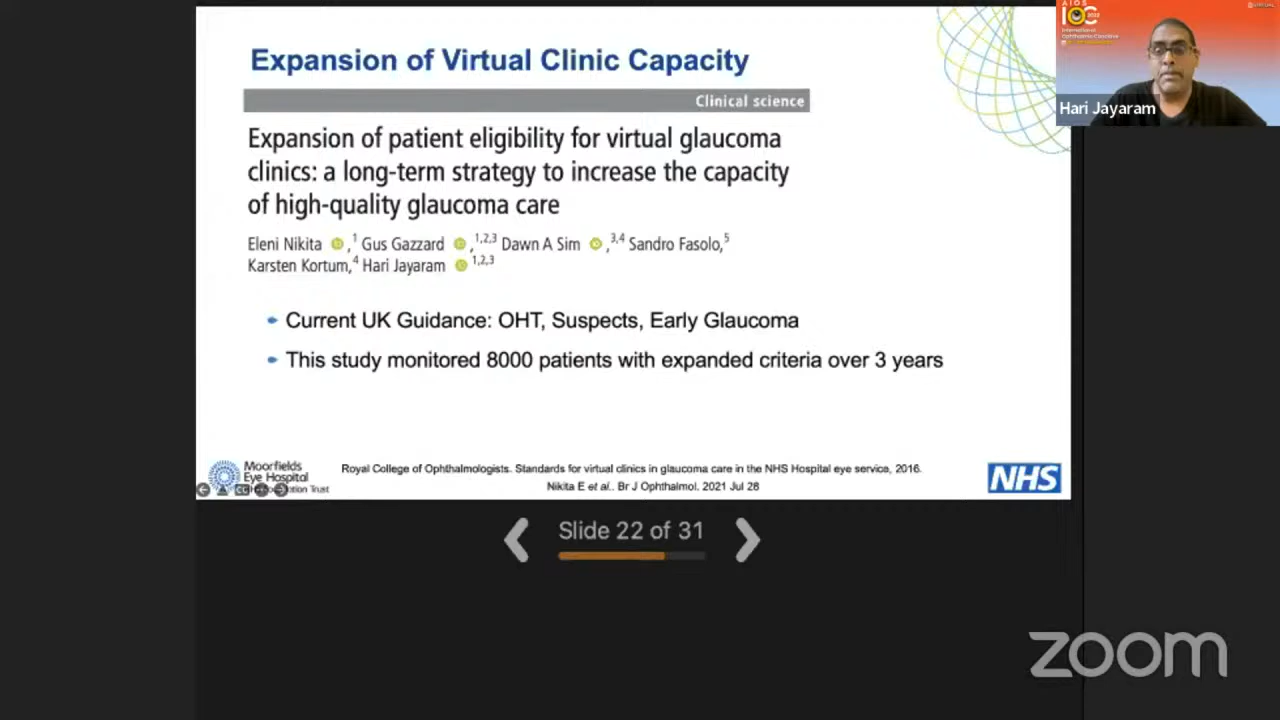 Expansion of Virtual Clinic Capacity
Clinical science
Expansion of patient eligibility for virtual glaucoma
clinics: a long-term strategy to increase the capacity
of high-quality glaucoma care
Eleni Nikita ,1 Gus Gazzard ,1,2,3 Dawn A Sim ,3,4 Sandro Fasolo,5
Karsten Kortum,4 Hari Jayaram 1,2,3
Current UK Guidance: OHT, Suspects, Early Glaucoma
This study monitored 8000 patients with expanded criteria over 3 years
Moorfields
Eye Hospital
Trust
Royal College of Ophthalmologists. Standards for virtual clinics in glaucoma care in the NHS Hospital eye service, 2016.
Nikita E et al.. Br J Ophthalmol. 2021 Jul 28
NHS
Slide 22 of 31
AIOS
IOC
Hari Jayaram
zoom